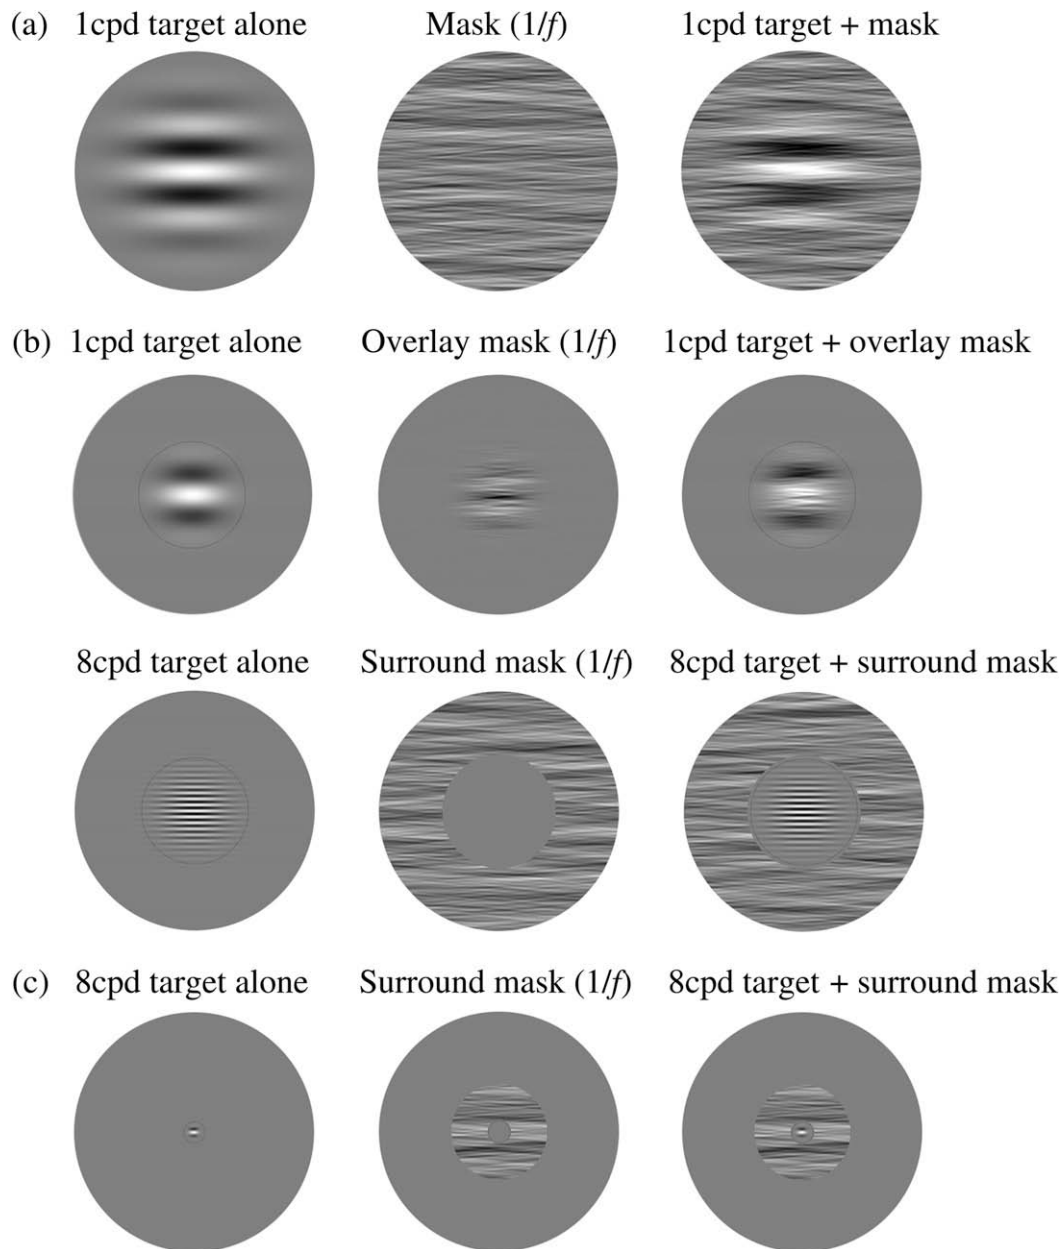 (a) 1cpd target alone Mask (1/f) 1cpd target + mask
(b) 1cpd target alone Overlay mask (1/f) 1cpd target + overlay mask
8cpd target alone Surround mask (1/f) 8cpd target + surround mask
(c) 8cpd target alone Surround mask (1/f) 8cpd target + surround mask